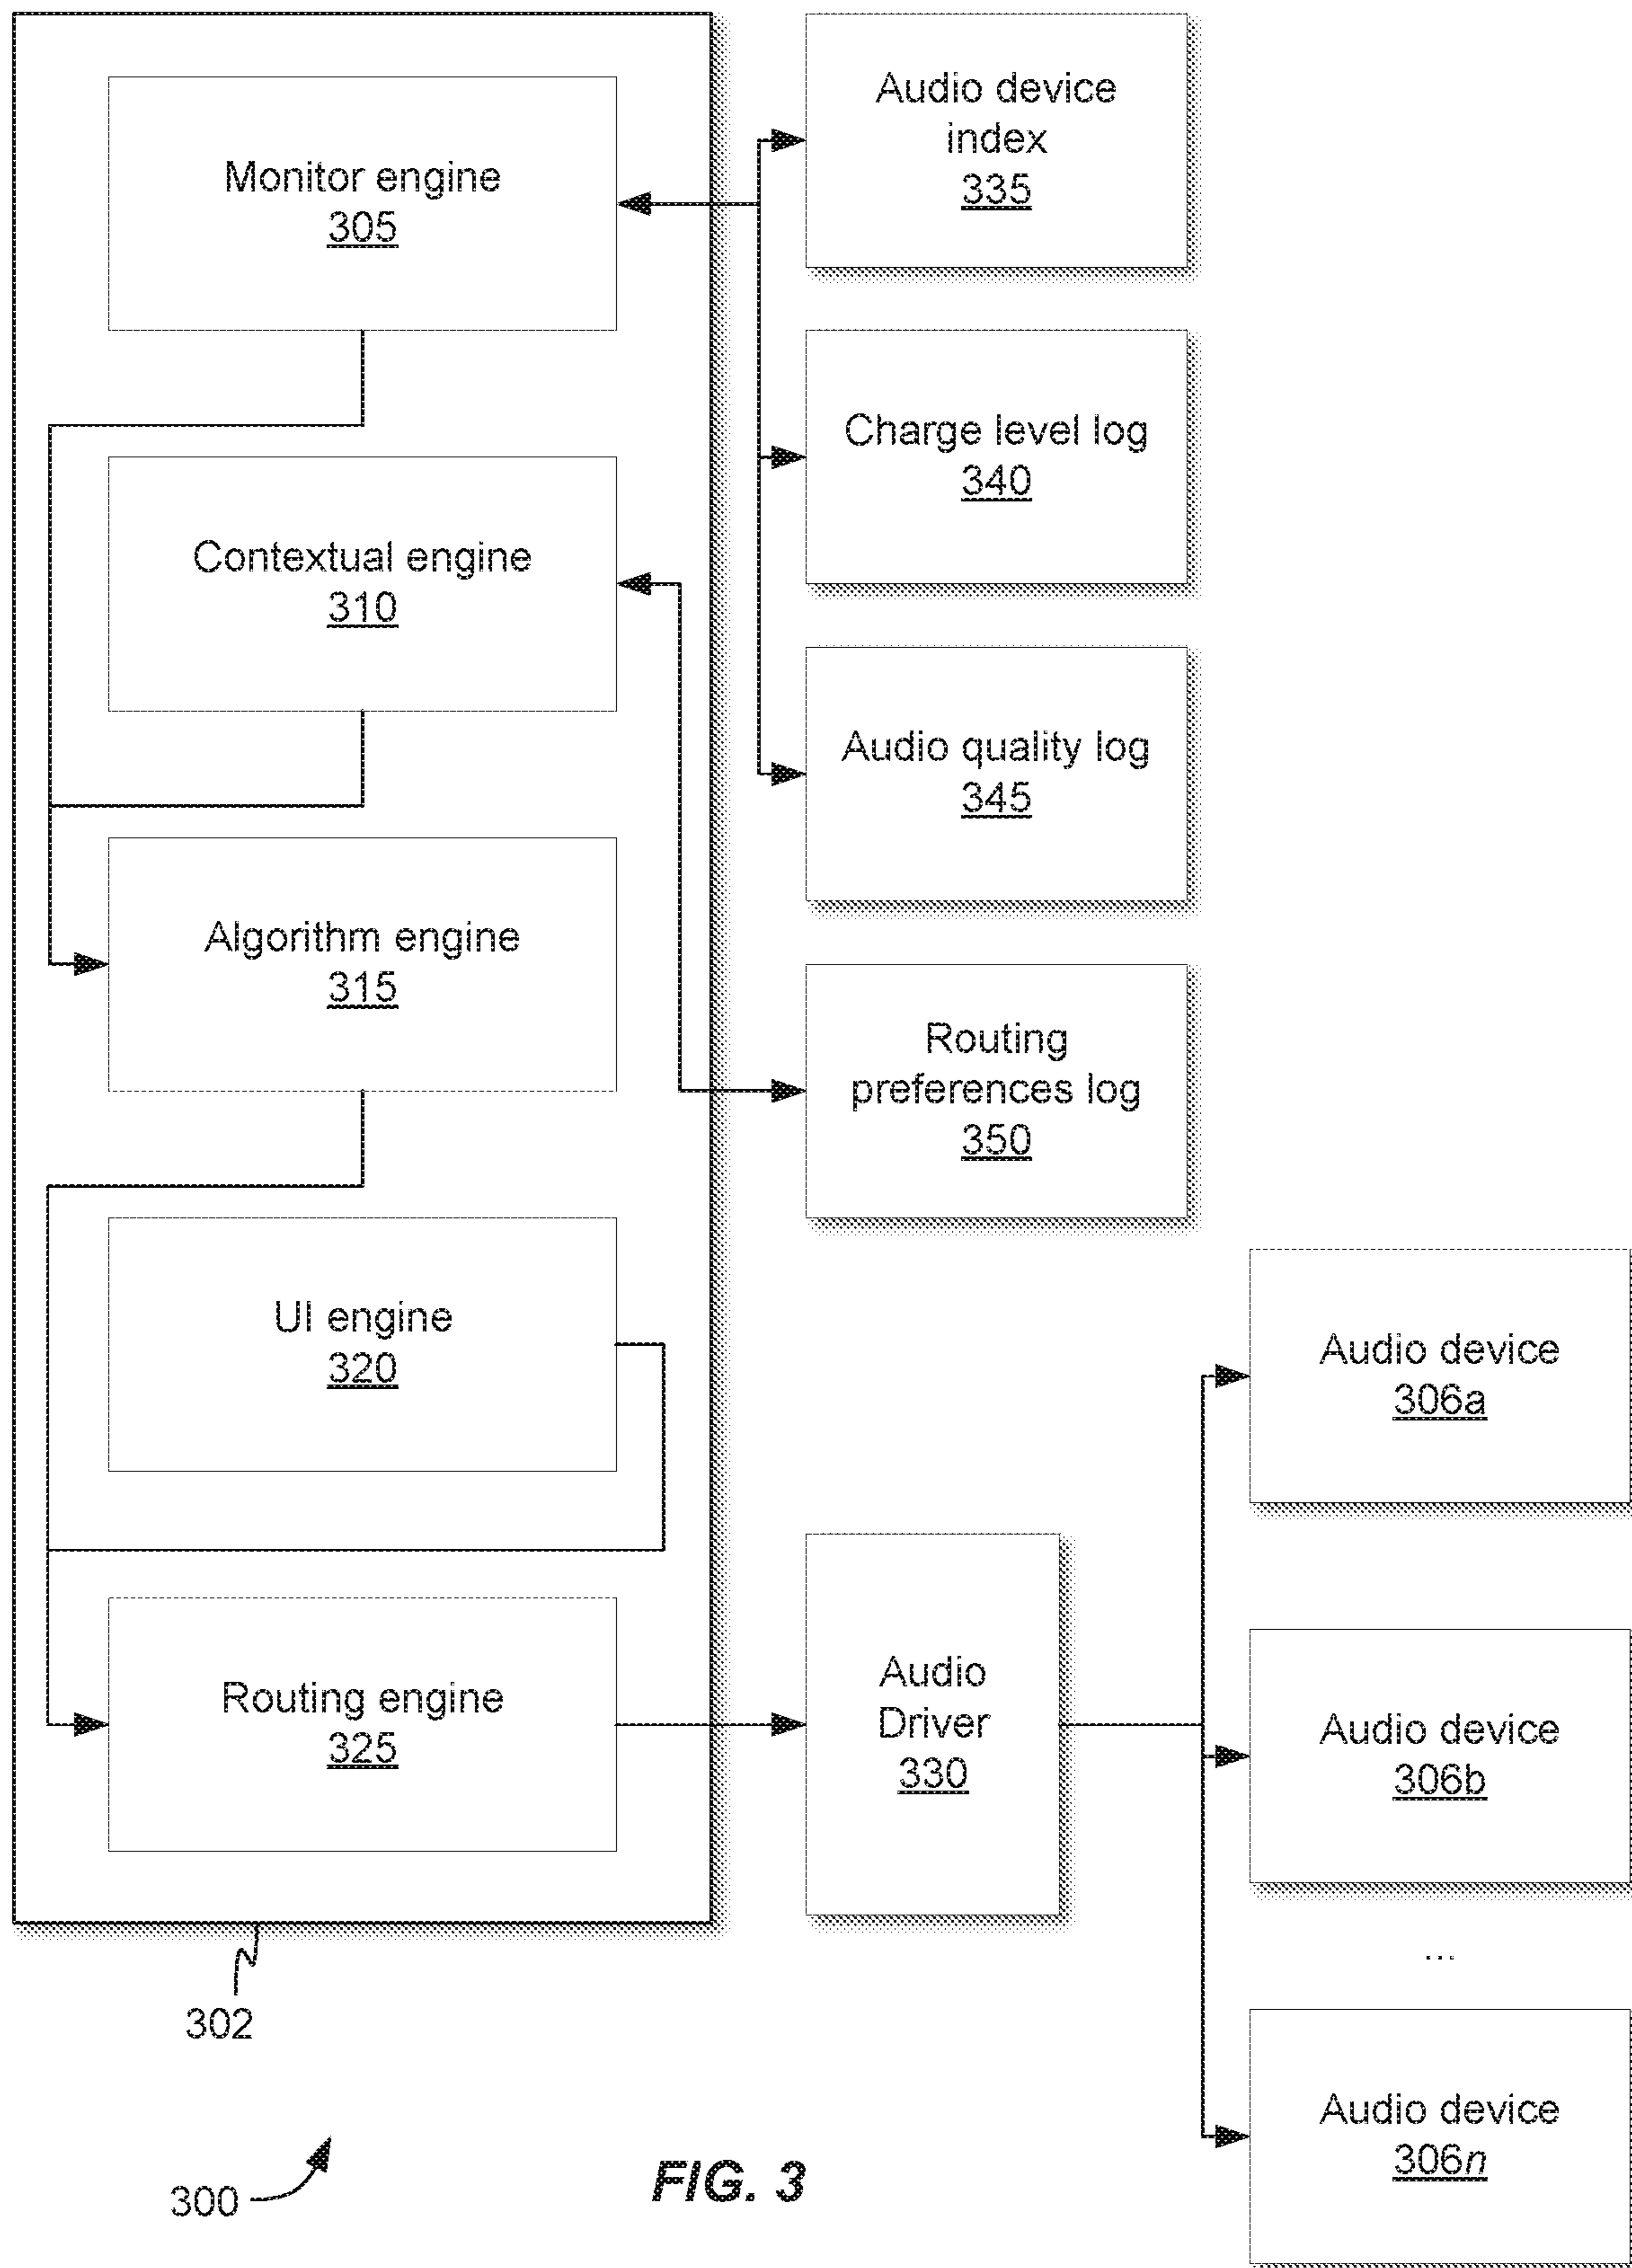 Monitor engine
305
Contextual engine
310
Algorithm engine
315
UI engine
320
Routing engine
325
Audio device
index
335
Charge level log
340
Audio quality log
345
Routing
preferences log
350
Audio
Driver
330
Audio device
306a
Audio device
306b
...
Audio device
306n
302
300
FIG. 3